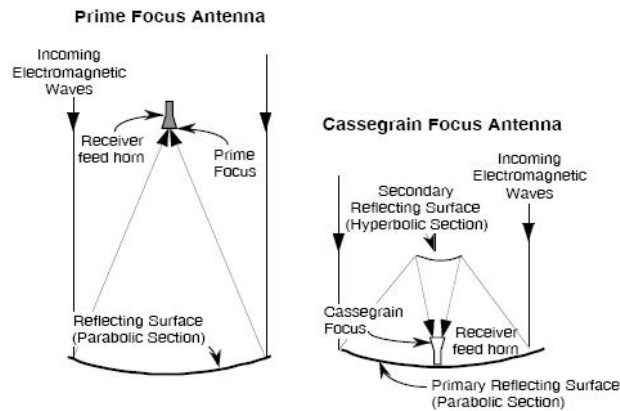 Prime Focus Antenna
Incoming
Electromagnetic
Waves
Receiver
feed horn
Prime
Focus
Reflecting Surface
(Parabolic Section)
Cassegrain Focus Antenna
Incoming
Electromagnetic
Waves
Secondary
Reflecting Surface
(Hyperbolic Section)
Cassegrain
Focus
Receiver
feed horn
Primary Reflecting Surface
(Parabolic Section)